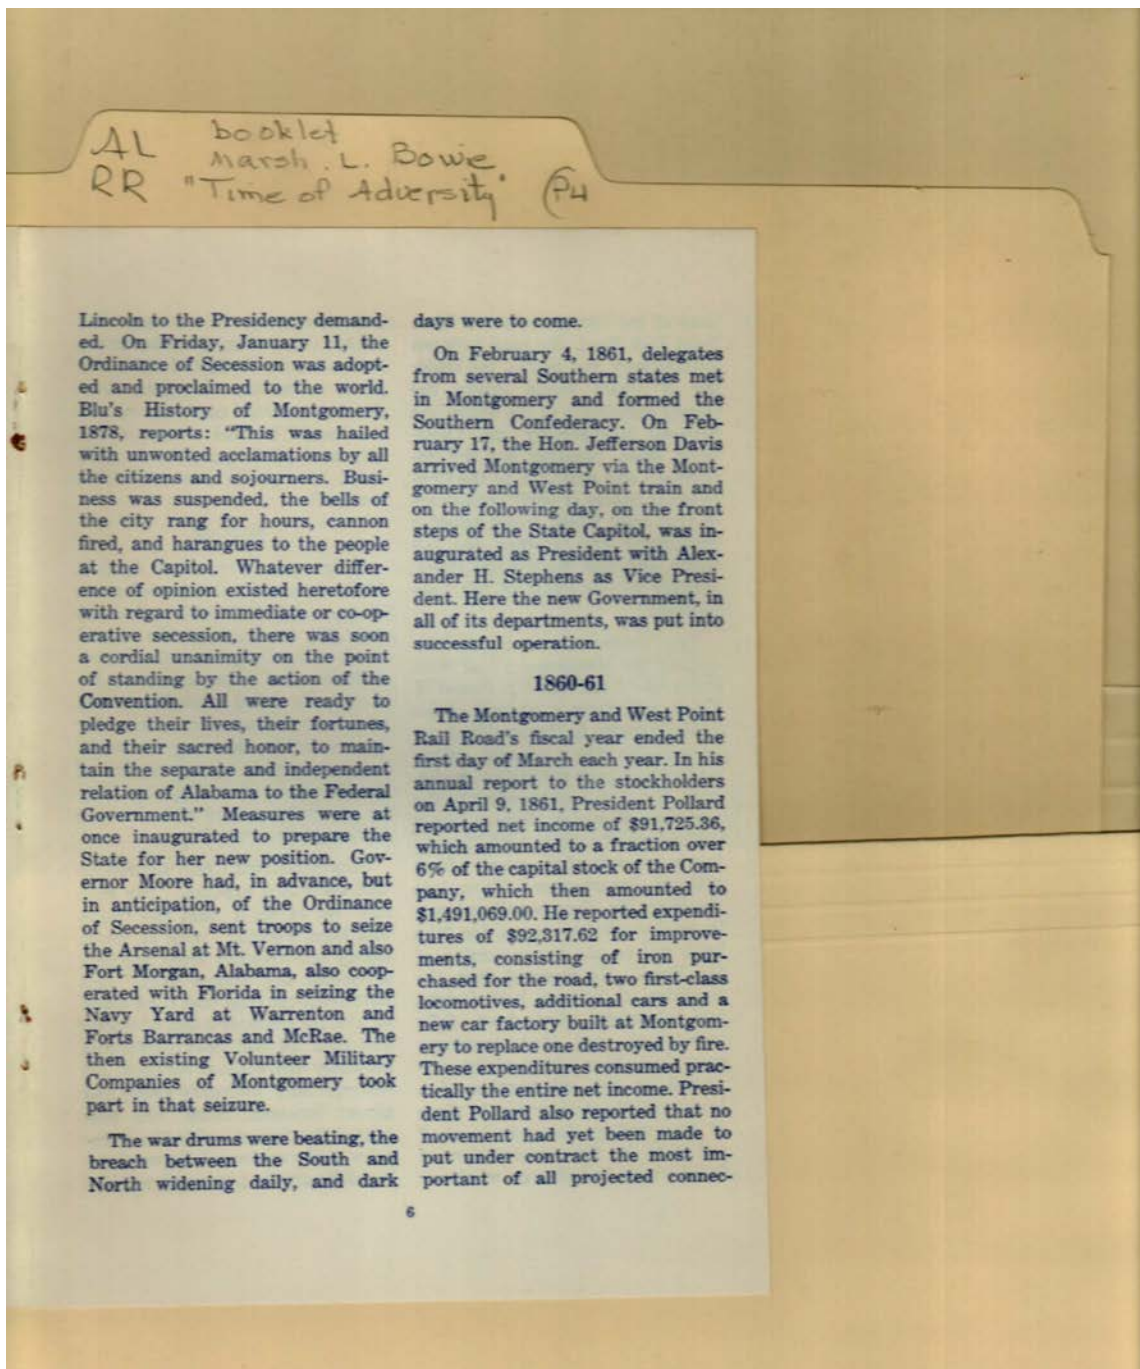 AL booklet
Marsh. L. Bowie
RR "Time of Adversity" P4
Lincoln to the Presidency demand-
ed. On Friday, January 11, the
Ordinance of Secession was adopt-
ed and proclaimed to the world.
Blu's History of Montgomery,
1878, reports: "This was hailed
with unwonted acclamations by all
the citizens and sojourners. Busi-
ness was suspended, the bells of
the city rang for hours, cannon
fired, and harangues to the people
at the Capitol. Whatever differ-
ence of opinion existed heretofore
with regard to immediate or co-op-
erative secession, there was soon
a cordial unanimity on the point
of standing by the action of the
Convention. All were ready to
pledge their lives, their fortunes,
and their sacred honor, to main-
tain the separate and independent
relation of Alabama to the Federal
Government." Measures were at
once inaugurated to prepare the
State for her new position. Gov-
ernor Moore had, in advance, but
in anticipation, of the Ordinance
of Secession, sent troops to seize
the Arsenal at Mt. Vernon and also
Fort Morgan, Alabama, also coop-
erated with Florida in seizing the
Navy Yard at Warrenton and
Forts Barrancas and McRae. The
then existing Volunteer Military
Companies of Montgomery took
part in that seizure.
The war drums were beating, the
breach between the South and
North widening daily, and dark
days were to come.
On February 4, 1861, delegates
from several Southern states met
in Montgomery and formed the
Southern Confederacy. On Feb-
ruary 17, the Hon. Jefferson Davis
arrived Montgomery via the Mont-
gomery and West Point train and
on the following day, on the front
steps of the State Capitol, was in-
augurated as President with Alex-
ander H. Stephens as Vice Presi-
dent. Here the new Government, in
all of its departments, was put into
successful operation.
1860-61
The Montgomery and West Point
Rail Road's fiscal year ended the
first day of March each year. In his
annual report to the stockholders
on April 9, 1861, President Pollard
reported net income of $91,725.36,
which amounted to a fraction over
6% of the capital stock of the Com-
pany, which then amounted to
$1,491,069.00. He reported expendi-
tures of $92,317.62 for improve-
ments, consisting of iron pur-
chased for the road, two first-class
locomotives, additional cars and a
new car factory built at Montgom-
ery to replace one destroyed by fire.
These expenditures consumed prac-
tically the entire net income. Presi-
dent Pollard also reported that no
movement had yet been made to
put under contract the most im-
portant of all projected connec-
6